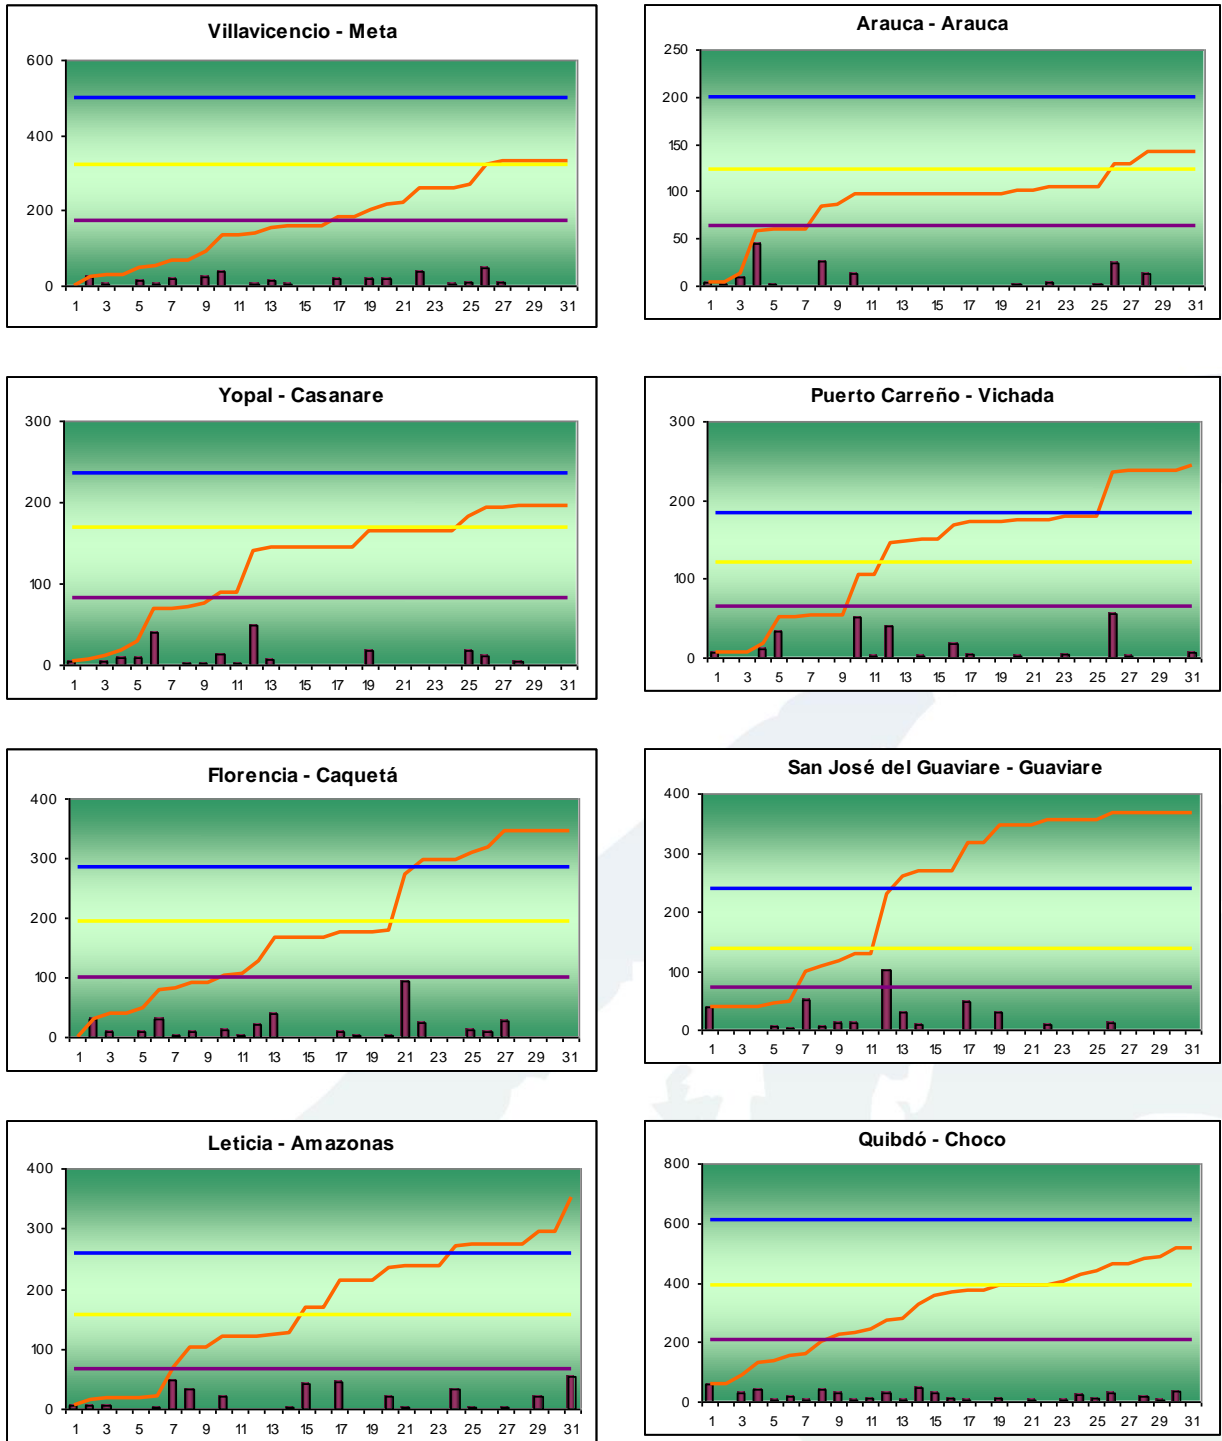 Villavicencio - Meta
600
400
200
0
1 3 5 7 9 11 13 15 17 19 21 23 25 27 29 31
Arauca - Arauca
250
200
150
100
50
0
1 3 5 7 9 11 13 15 17 19 21 23 25 27 29 31
Yopal - Casanare
300
200
100
0
1 3 5 7 9 11 13 15 17 19 21 23 25 27 29 31
Puerto Carreño - Vichada
300
200
100
0
1 3 5 7 9 11 13 15 17 19 21 23 25 27 29 31
Florencia - Caquetá
400
300
200
100
0
1 3 5 7 9 11 13 15 17 19 21 23 25 27 29 31
San José del Guaviare - Guaviare
400
300
200
100
0
1 3 5 7 9 11 13 15 17 19 21 23 25 27 29 31
Leticia - Amazonas
400
300
200
100
0
1 3 5 7 9 11 13 15 17 19 21 23 25 27 29 31
Quibdó - Choco
800
600
400
200
0
1 3 5 7 9 11 13 15 17 19 21 23 25 27 29 31